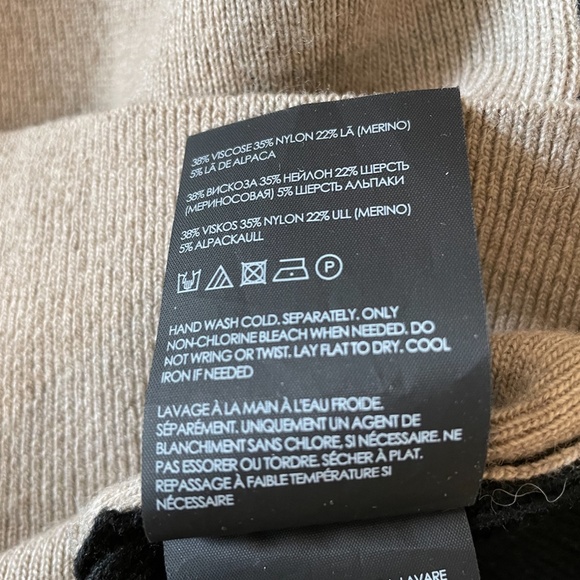 38% VISCOSE 35% NYLON 22% LÃ (MERINO)
5% LÃ DE ALPACA
38% ВИСКОЗА 35% НЕЙЛОН 22% ШЕРСТЬ
(МЕРИНОСОВАЯ) 5% ШЕРСТЬ АЛЬПАКИ
38% VISKOS 35% NYLON 22% ULL (MERINO)
5% ALPACKAULL
P
HAND WASH COLD. SEPARATELY. ONLY
NON-CHLORINE BLEACH WHEN NEEDED. DO
NOT WRING OR TWIST. LAY FLAT TO DRY. COOL
IRON IF NEEDED
LAVAGE À LA MAIN À L'EAU FROIDE.
SÉPARÉMENT. UNIQUEMENT UN AGENT DE
BLANCHIMENT SANS CHLORE, SI NÉCESSAIRE. NE
PAS ESSORER OU TORDRE. SÉCHER À PLAT.
REPASSAGE À FAIBLE TEMPÉRATURE SI
NÉCESSAIRE
LAVARE